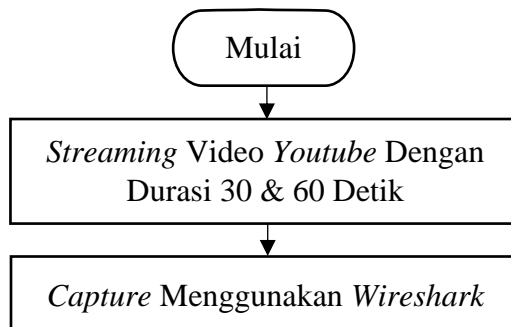 Mulai
Streaming Video Youtube Dengan
Durasi 30 & 60 Detik
Capture Menggunakan Wireshark